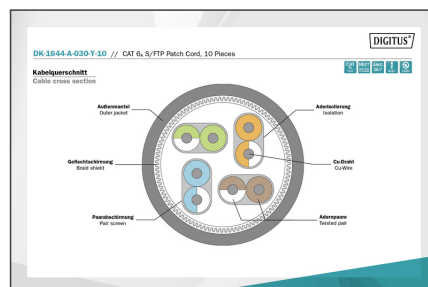 DIGITUS®
DK-1644-A-030-Y-10 // CAT 6A S/FTP Patch Cord, 10 Pieces
Kabelquerschnitt
Cable cross section
Außenmantel
Outer jacket
Aderisolierung
Isolation
Geflechtschirmung
Braid shield
Cu-Draht
Cu-Wire
Paarabschirmung
Pair screen
Adernpaare
Twisted pair